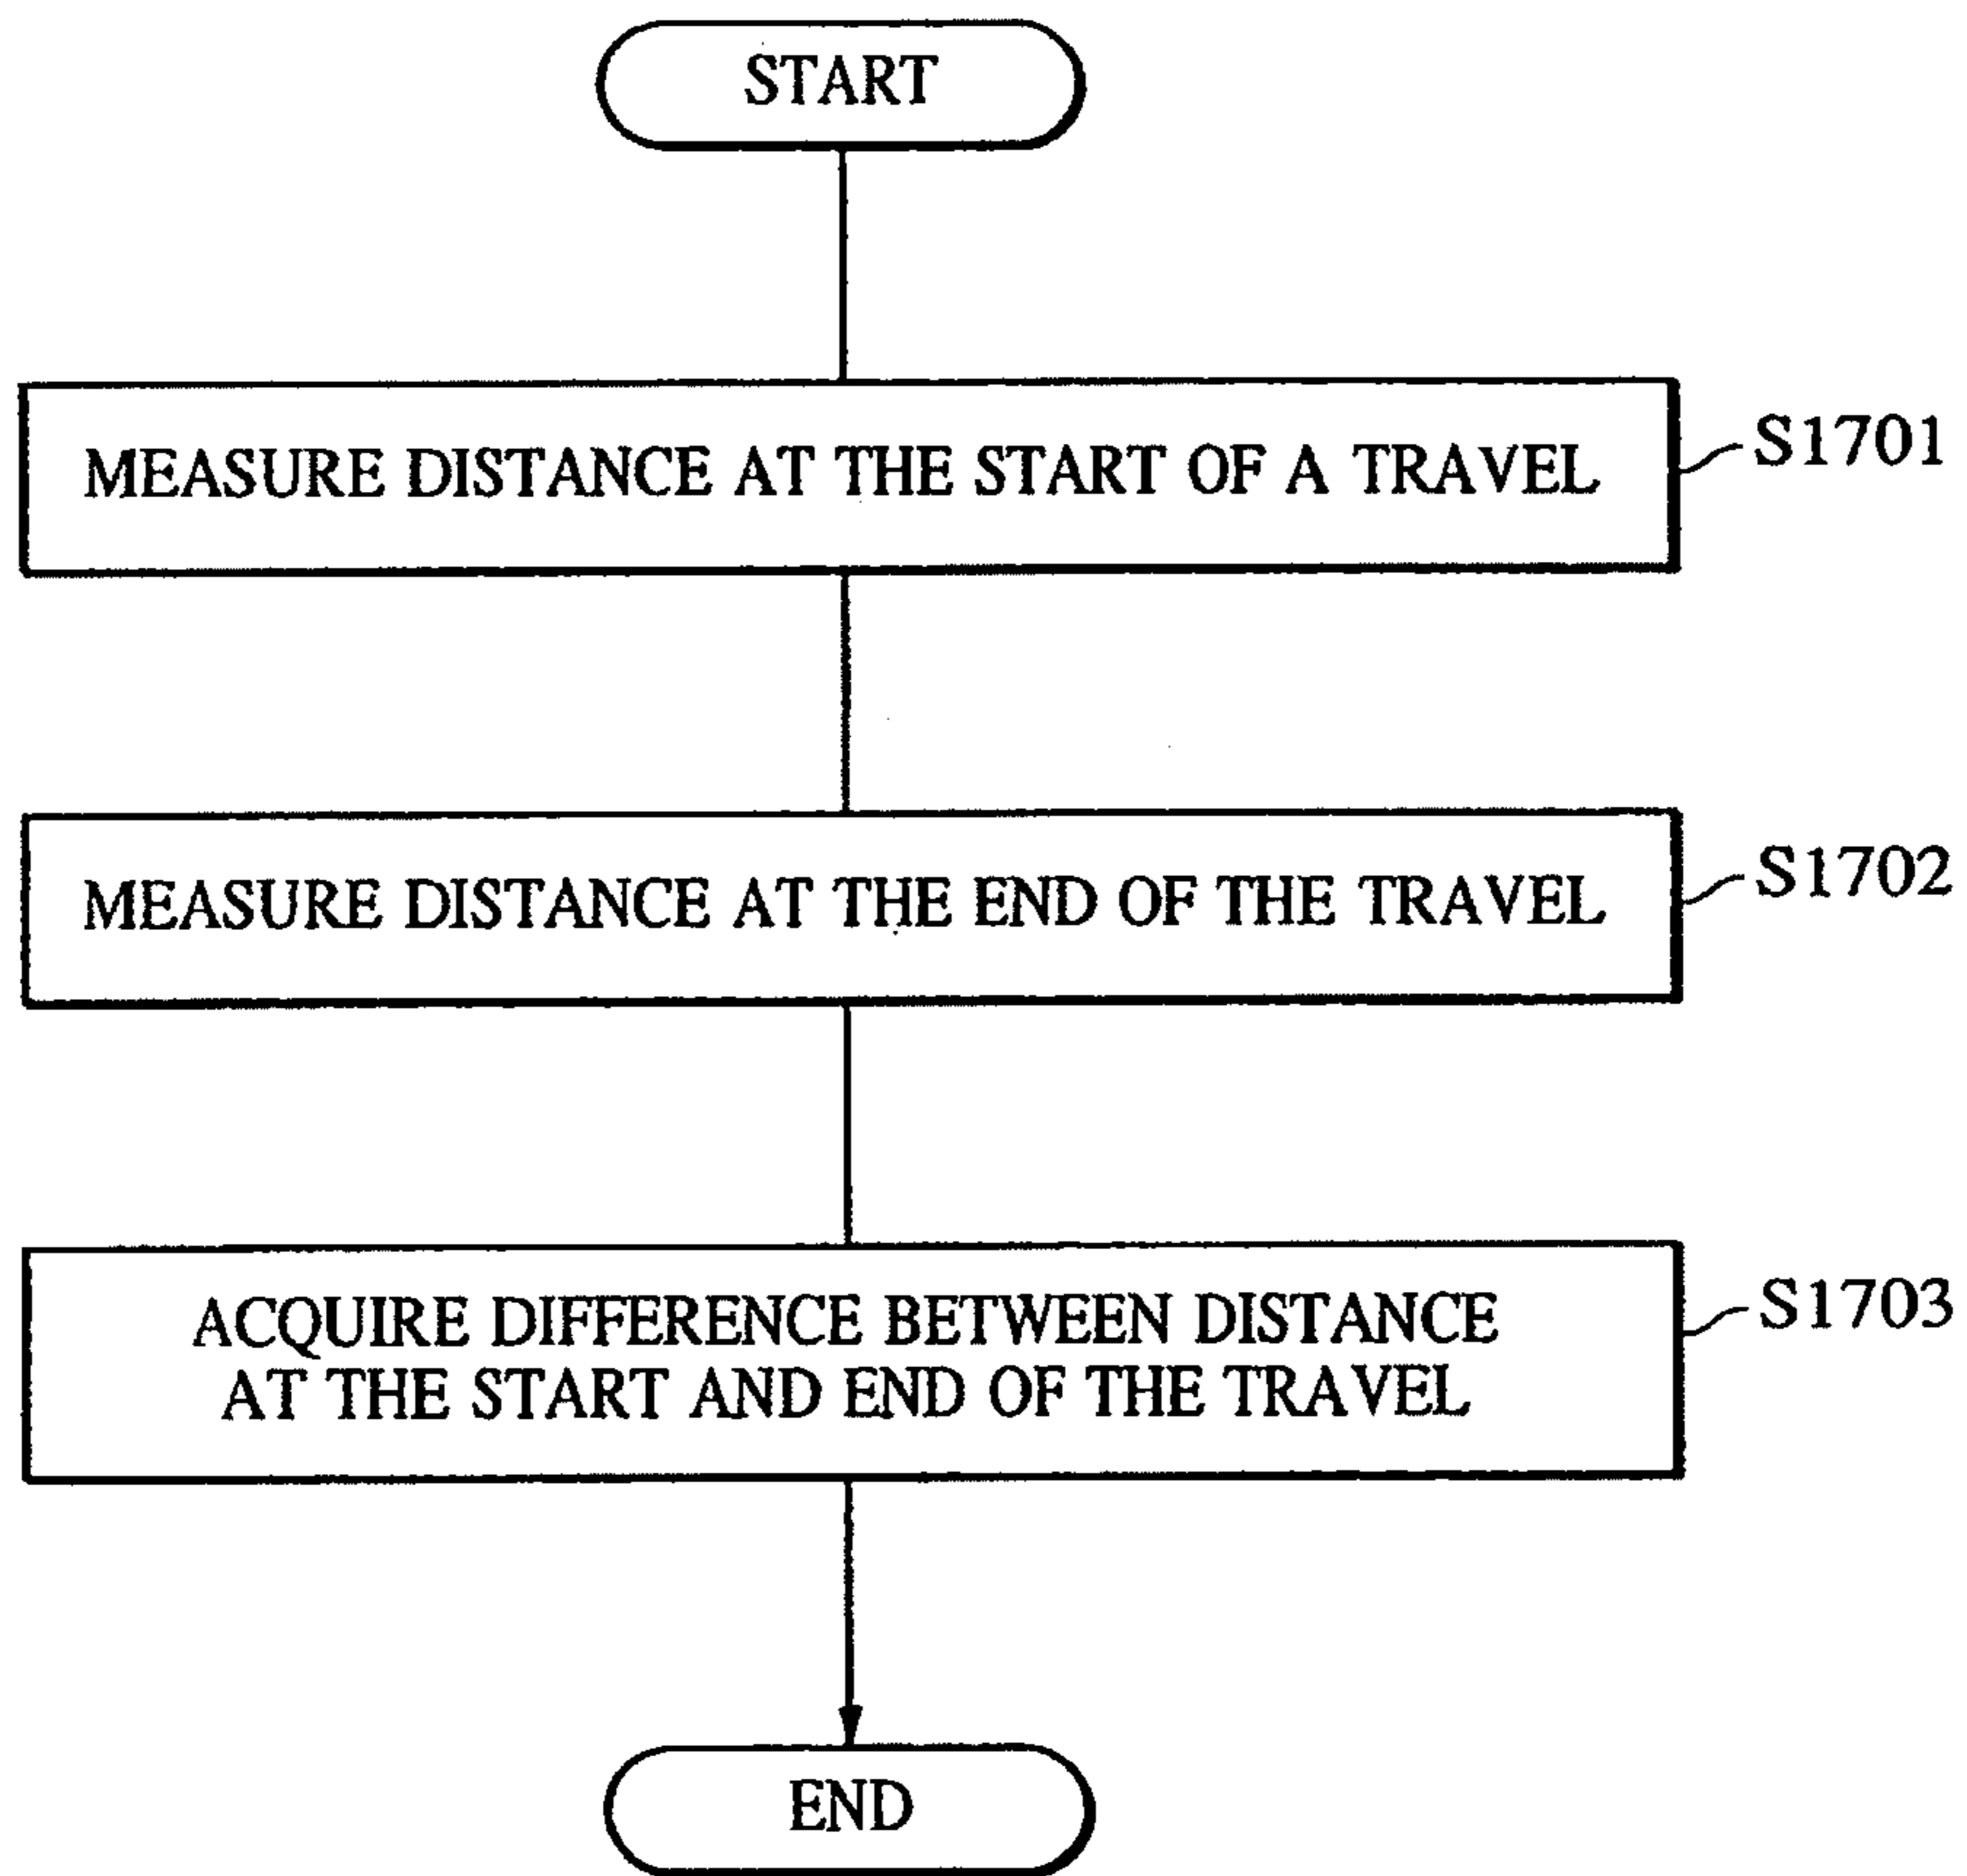 START
MEASURE DISTANCE AT THE START OF A TRAVEL
S1701
MEASURE DISTANCE AT THE END OF THE TRAVEL
S1702
ACQUIRE DIFFERENCE BETWEEN DISTANCE
AT THE START AND END OF THE TRAVEL
S1703
END